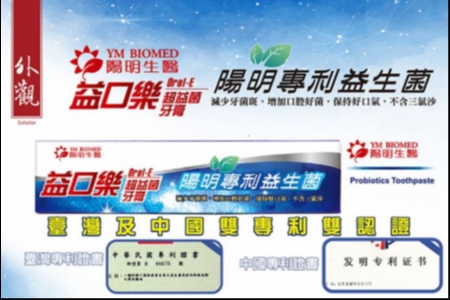 外觀
YM BIOMED
陽明生醫
益口樂
Oral-E
超益菌
牙膏
陽明專利益生菌
減少牙菌斑，增加口腔好菌，保持好口氣，不含三氯沙
YM BIOMED
陽明生醫
益口樂
Oral-E
超益菌
牙膏
陽明專利益生菌
YM BIOMED
陽明生醫
Probiotics Toothpaste
臺灣及中國雙專利雙認證
臺灣專利證書
中華民國專利證書
中國專利證書
发明专利证书